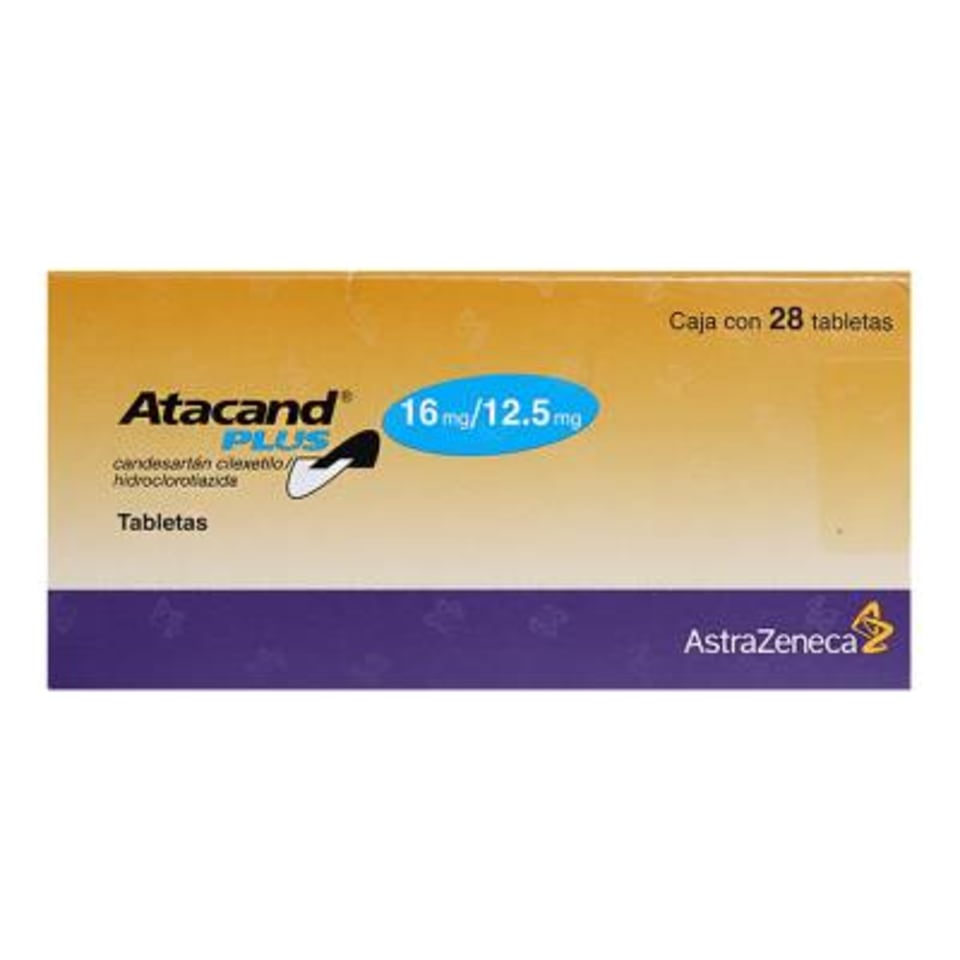 Caja con 28 tabletas
Atacand®
PLUS
16 mg/12.5 mg
candesartán cilexetilo/
hidroclorotiazida
Tabletas
AstraZeneca